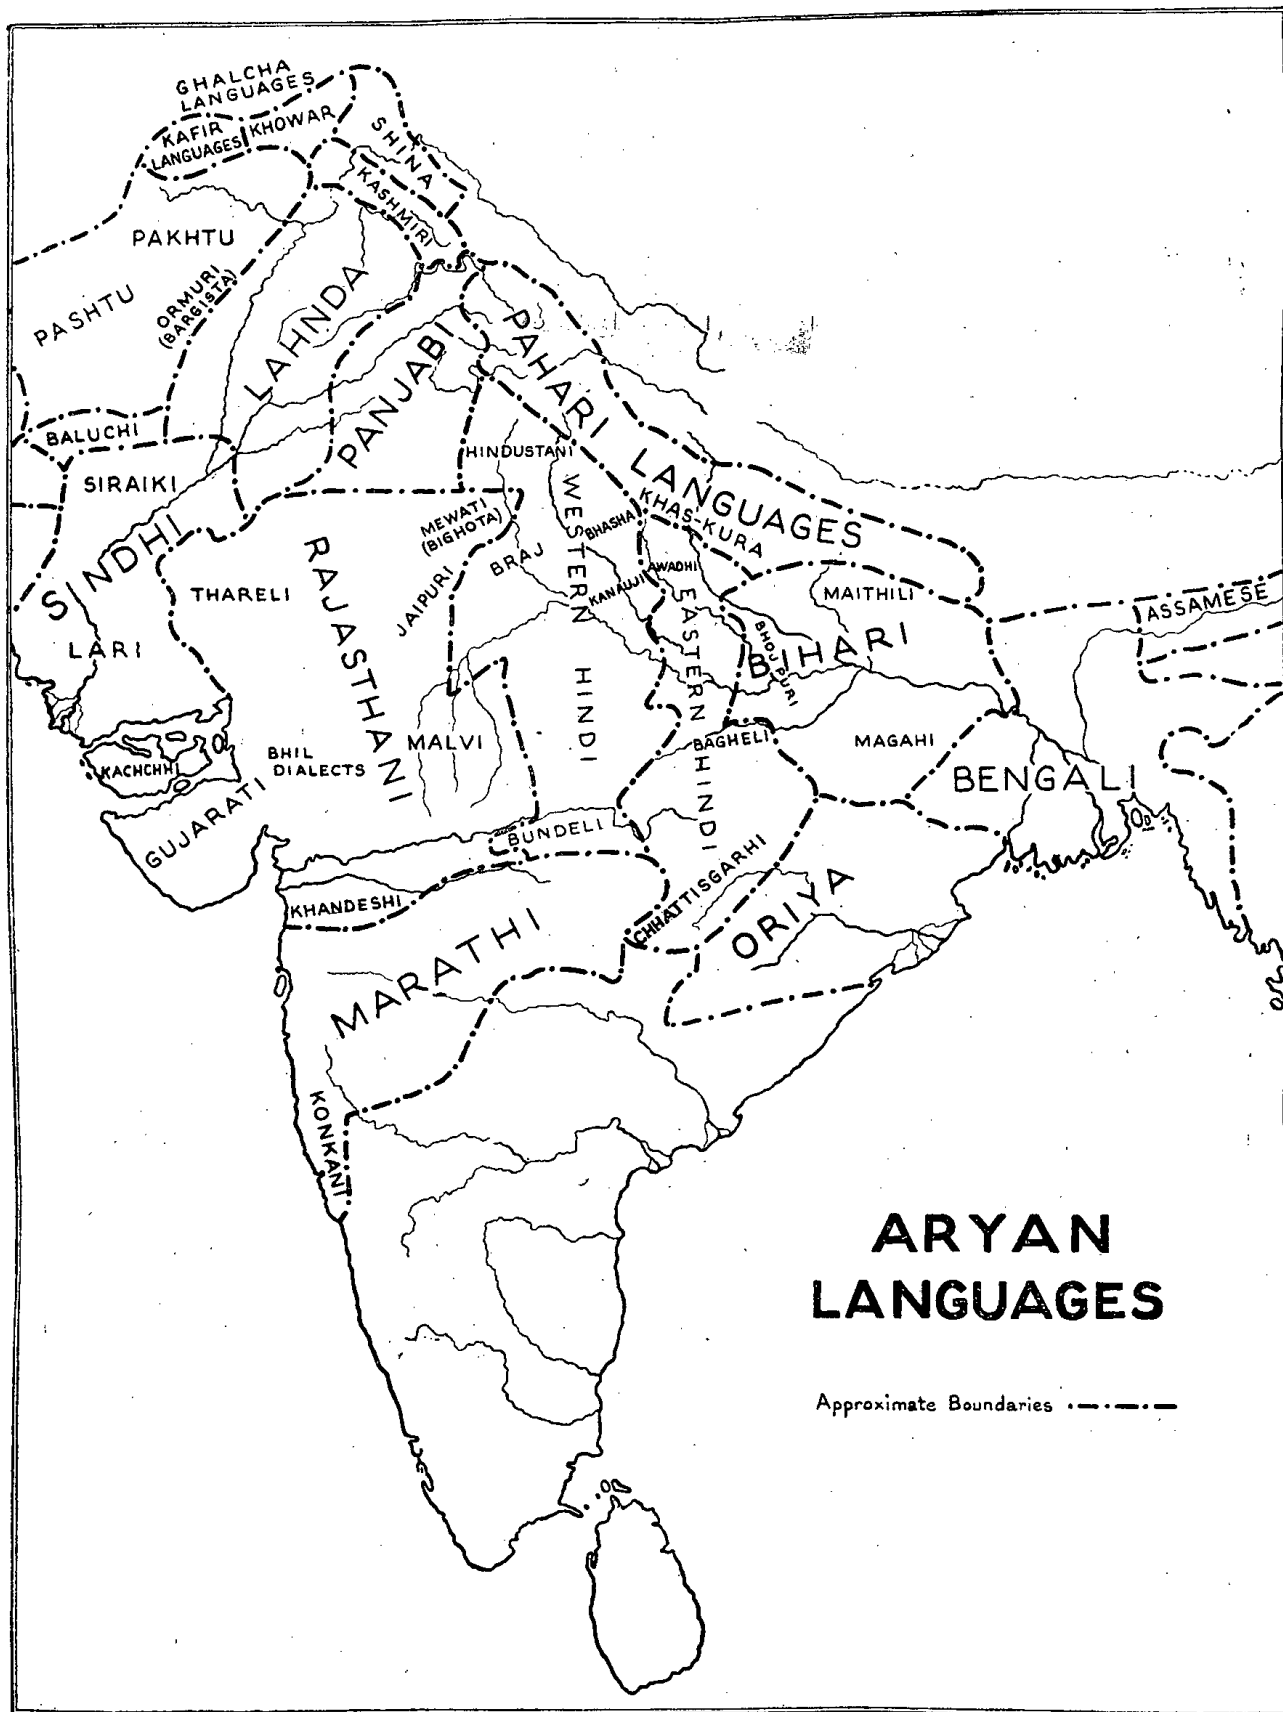 GHALCHA
LANGUAGES
KAFIR
LANGUAGES
KHOWAR
SHINA
KASHMIRI
PAKHTU
PASHTU
ORMURI
(BARGISTA)
LAHNDA
PANJABI
PAHARI LANGUAGES
KHAS-KURA
BALUCHI
SIRAIKI
SINDHI
LARI
THARELI
KACHCHHI
GUJARATI
BHIL
DIALECTS
RAJASTHANI
MEWATI
(BIGHOTA)
JAIPURI
MALVI
HINDUSTANI
WESTERN HINDI
BRAJ BHASHA
KANAUJI
BUNDELI
AWADHI
EASTERN HINDI
BAGHELI
CHHATTISGARHI
MAITHILI
BIHARI
BHOJPURI
MAGAHI
BENGALI
ASSAMESE
ORIYA
KHANDESHI
MARATHI
KONKANI
ARYAN
LANGUAGES
Approximate Boundaries